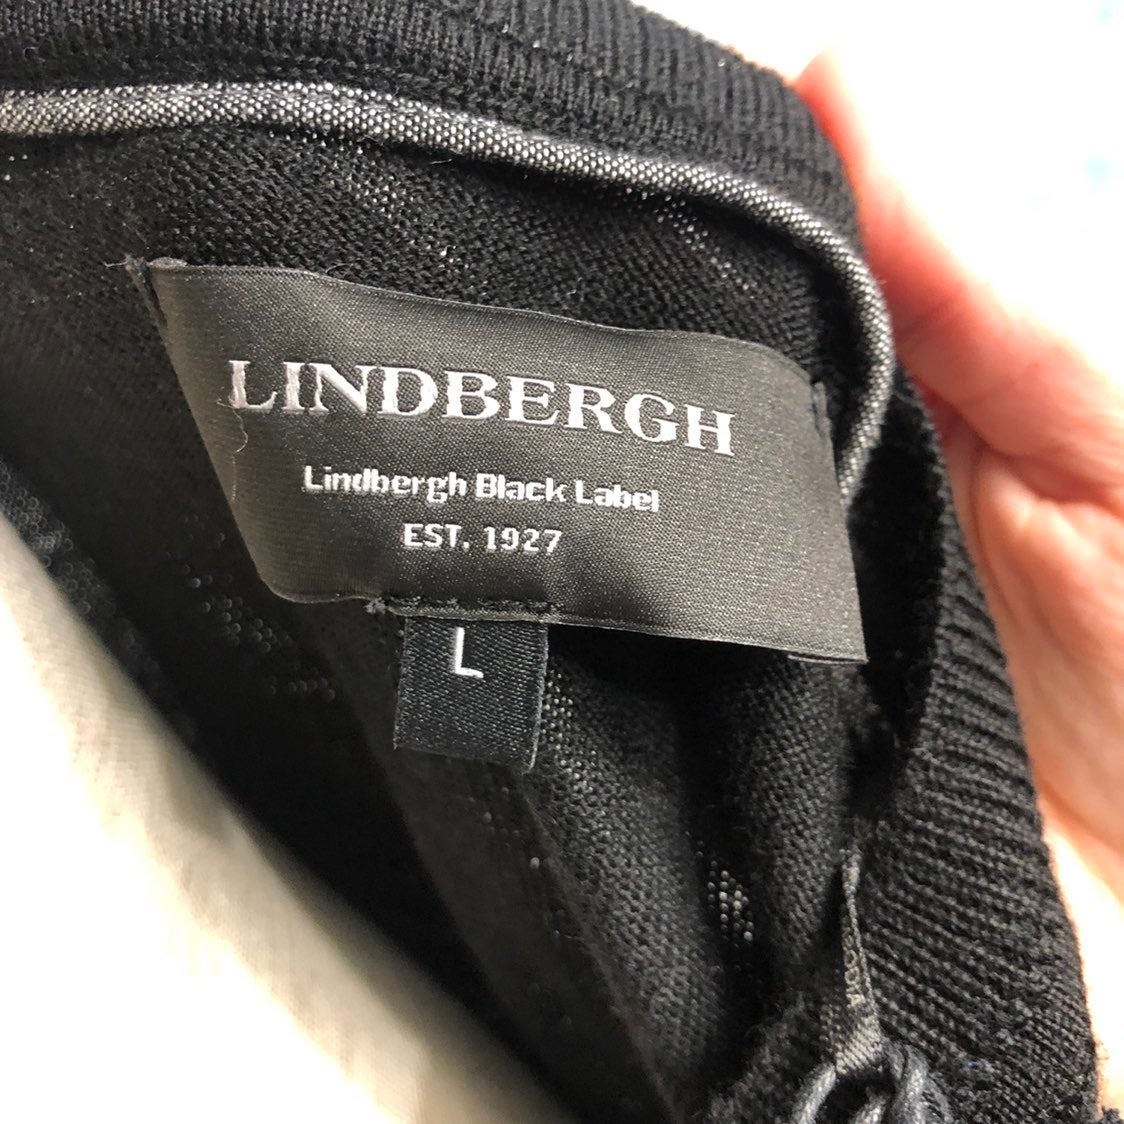 LINDBERGH
Lindbergh Black Label
EST. 1927
L